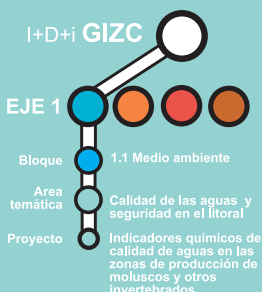 I+D+i GIZC
EJE 1
Bloque
1.1 Medio ambiente
Area
temática
Calidad de las aguas y
seguridad en el litoral
Proyecto
Indicadores químicos de
calidad de aguas en las
zonas de producción de
moluscos y otros
invertebrados